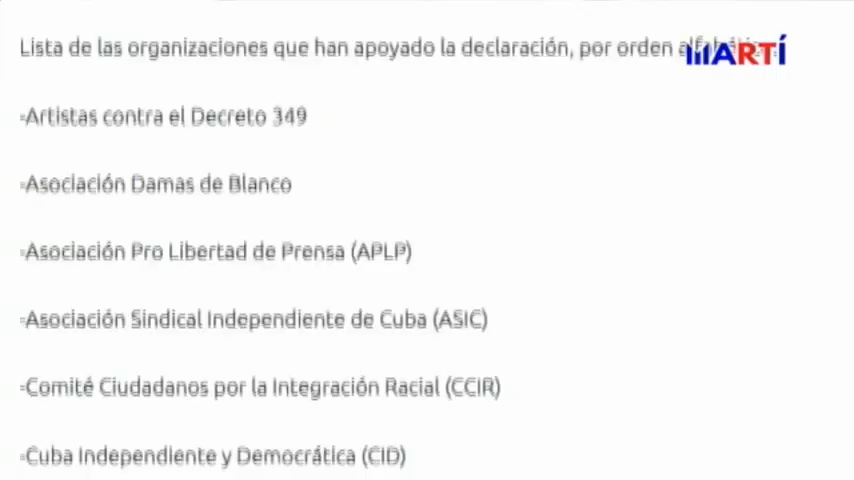 Lista de las organizaciones que han apoyado la declaración, por orden
MARTÍ
-Artistas contra el Decreto 349
-Asociación Damas de Blanco
-Asociación Pro Libertad de Prensa (APLP)
-Asociación Sindical Independiente de Cuba (ASIC)
-Comité Ciudadanos por la Integración Racial (CCIR)
-Cuba Independiente y Democrática (CID)